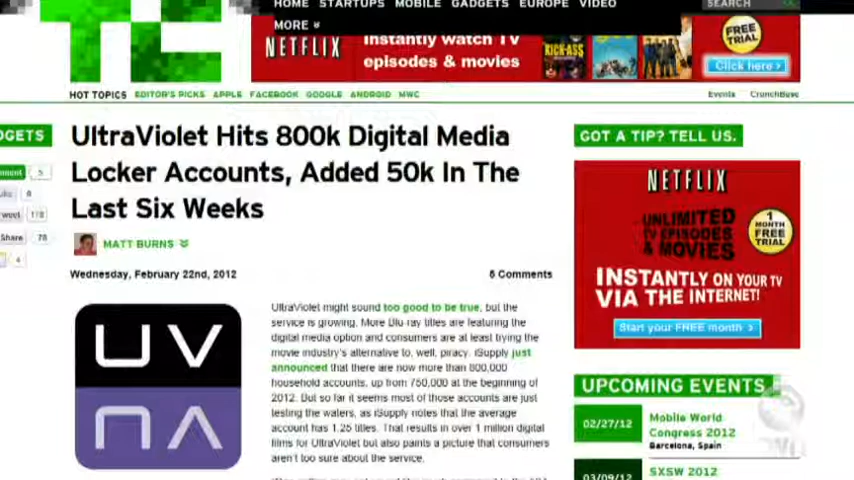 HOME STARTUPS MOBILE GADGETS EUROPE VIDEO
SEARCH
MORE
NETFLIX
Instantly watch TV
episodes & movies
KICK-ASS
FREE
TRIAL
Click here >
HOT TOPICS EDITOR'S PICKS APPLE FACEBOOK GOOGLE ANDROID MWC
Events CrunchBase
UltraViolet Hits 800k Digital Media
Locker Accounts, Added 50k In The
Last Six Weeks
MATT BURNS
Wednesday, February 22nd, 2012
6 Comments
UltraViolet might sound too good to be true, but the
service is growing. More Blu-ray titles are featuring the
digital media option and consumers are at least trying the
movie industry's alternative to, well, piracy. iSupply just
announced that there are now more than 800,000
household accounts, up from 750,000 at the beginning of
2012. But so far it seems most of those accounts are just
testing the waters, as iSupply notes that the average
account has 1.25 titles. That results in over 1 million digital
films for UltraViolet but also paints a picture that consumers
aren't too sure about the service.
UV
GOT A TIP? TELL US.
NETFLIX
UNLIMITED
TV EPISODES
& MOVIES
1
MONTH
FREE
TRIAL
INSTANTLY ON YOUR TV
VIA THE INTERNET!
Start your FREE month >
UPCOMING EVENTS
02/27/12
Mobile World
Congress 2012
Barcelona, Spain
03/09/12
SXSW 2012